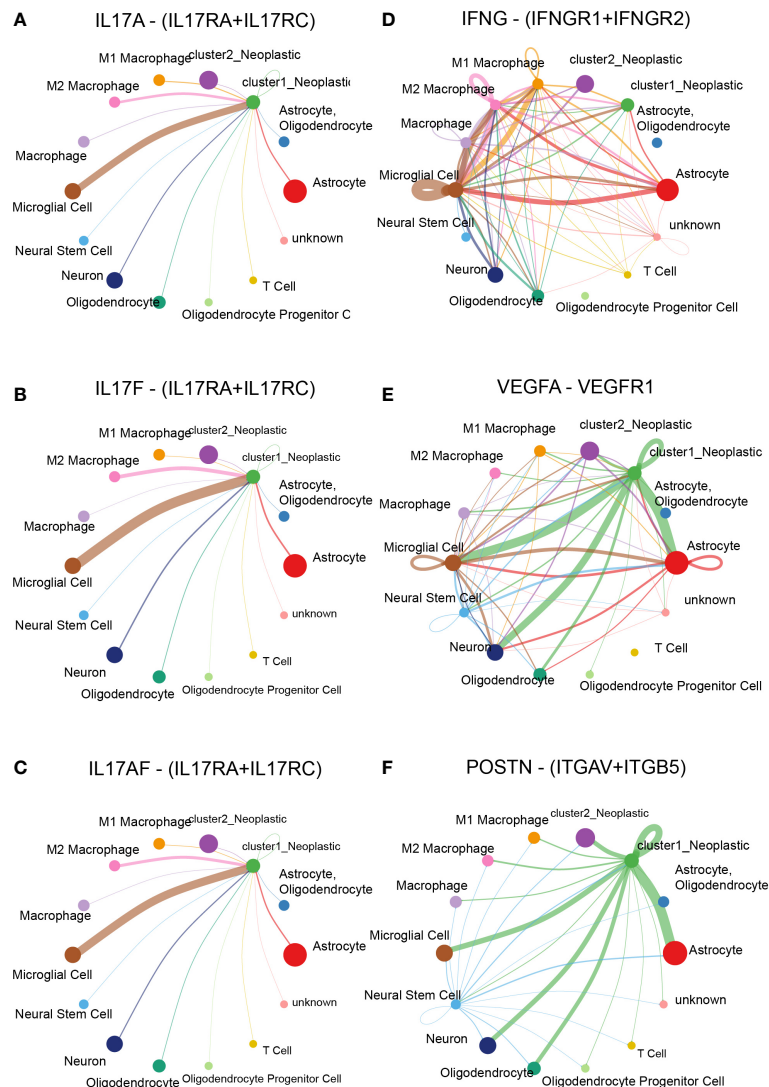 A
IL17A - (IL17RA+IL17RC)
M1 Macrophage
cluster2_Neoplastic
M2 Macrophage
cluster1_Neoplastic
Astrocyte,
Oligodendrocyte
Macrophage
Microglial Cell
Astrocyte
Neural Stem Cell
unknown
Neuron
T Cell
Oligodendrocyte
Oligodendrocyte Progenitor C
D
IFNG - (IFNGR1+IFNGR2)
M1 Macrophage
cluster2_Neoplastic
M2 Macrophage
cluster1_Neoplastic
Astrocyte,
Oligodendrocyte
Macrophage
Microglial Cell
Astrocyte
Neural Stem Cell
unknown
Neuron
T Cell
Oligodendrocyte
Oligodendrocyte Progenitor Cell
B
IL17F - (IL17RA+IL17RC)
M1 Macrophage
cluster2_Neoplastic
M2 Macrophage
cluster1_Neoplastic
Astrocyte,
Oligodendrocyte
Macrophage
Microglial Cell
Astrocyte
Neural Stem Cell
unknown
Neuron
T Cell
Oligodendrocyte
Oligodendrocyte Progenitor Cell
E
VEGFA - VEGFR1
M1 Macrophage
cluster2_Neoplastic
M2 Macrophage
cluster1_Neoplastic
Astrocyte,
Oligodendrocyte
Macrophage
Microglial Cell
Astrocyte
Neural Stem Cell
unknown
Neuron
T Cell
Oligodendrocyte
Oligodendrocyte Progenitor Cell
C
IL17AF - (IL17RA+IL17RC)
M1 Macrophage
cluster2_Neoplastic
M2 Macrophage
cluster1_Neoplastic
Astrocyte,
Oligodendrocyte
Macrophage
Microglial Cell
Astrocyte
Neural Stem Cell
unknown
Neuron
T Cell
Oligodendrocyte
Oligodendrocyte Progenitor Cell
F
POSTN - (ITGAV+ITGB5)
M1 Macrophage
cluster2_Neoplastic
M2 Macrophage
cluster1_Neoplastic
Astrocyte,
Oligodendrocyte
Macrophage
Microglial Cell
Astrocyte
Neural Stem Cell
unknown
Neuron
T Cell
Oligodendrocyte
Oligodendrocyte Progenitor Cell